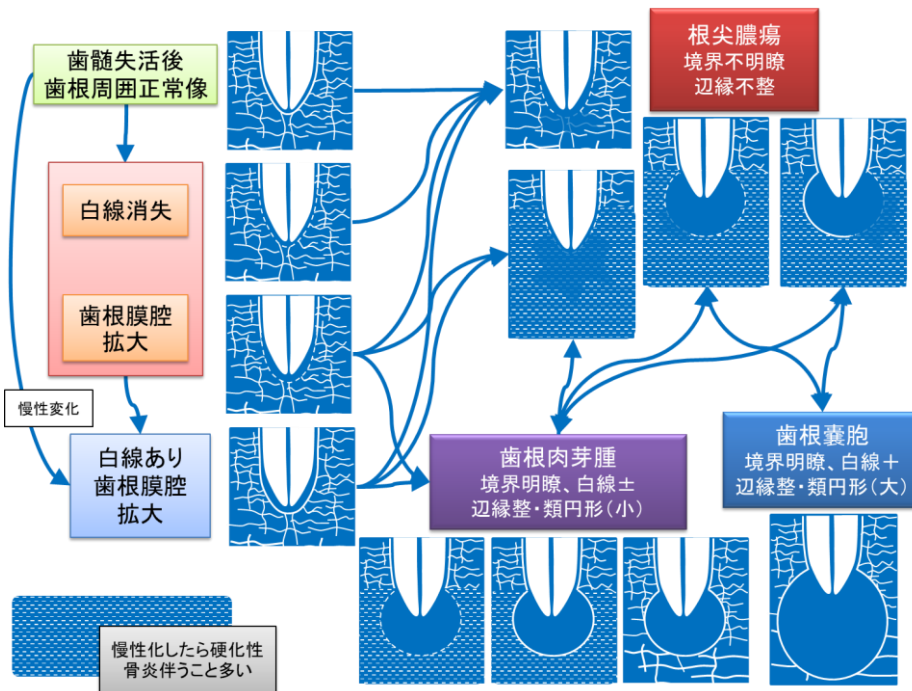 歯髄失活後
歯根周囲正常像
白線消失
歯根膜腔
拡大
慢性変化
白線あり
歯根膜腔
拡大
根尖膿瘍
境界不明瞭
辺縁不整
歯根肉芽腫
境界明瞭、白線±
辺縁整・類円形(小)
歯根嚢胞
境界明瞭、白線+
辺縁整・類円形(大)
慢性化したら硬化性
骨炎伴うこと多い